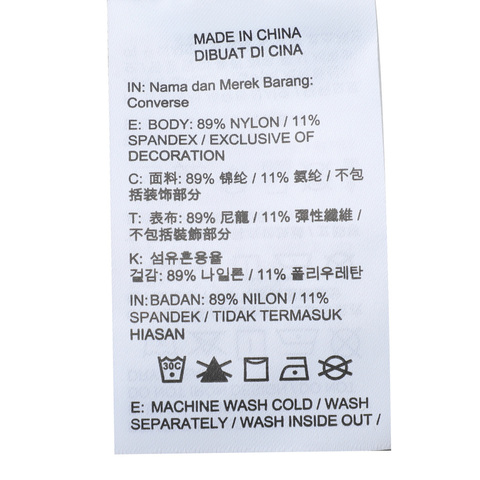 MADE IN CHINA
DIBUAT DI CINA
IN: Nama dan Merek Barang:
Converse
E: BODY: 89% NYLON / 11%
SPANDEX / EXCLUSIVE OF
DECORATION
C: 面料: 89% 锦纶 / 11% 氨纶 / 不包
括装饰部分
T: 表布: 89% 尼龍 / 11% 彈性纖維 /
不包括裝飾部分
K: 섬유혼용율
겉감: 89% 나일론 / 11% 폴리우레탄
IN:BADAN: 89% NILON / 11%
SPANDEK / TIDAK TERMASUK
HIASAN
30C
E: MACHINE WASH COLD / WASH
SEPARATELY / WASH INSIDE OUT /